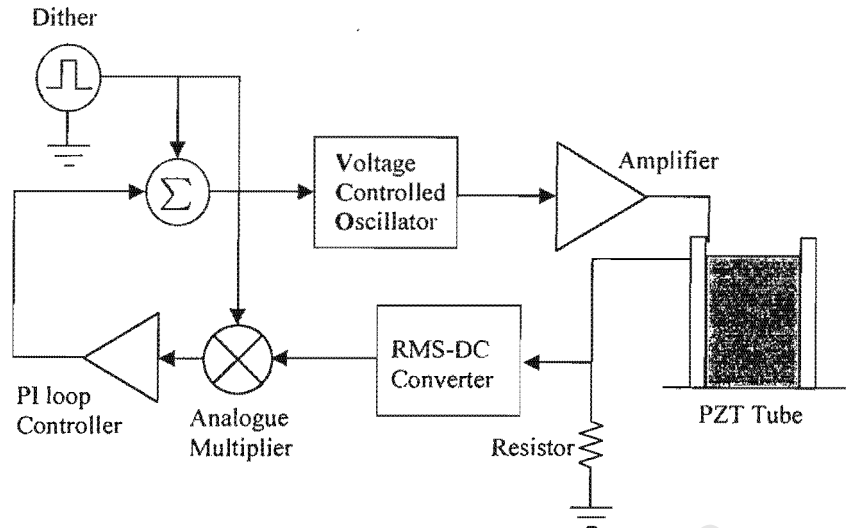 Dither
Σ
Voltage
Controlled
Oscillator
Amplifier
PI loop
Controller
Analogue
Multiplier
RMS-DC
Converter
Resistor
PZT Tube